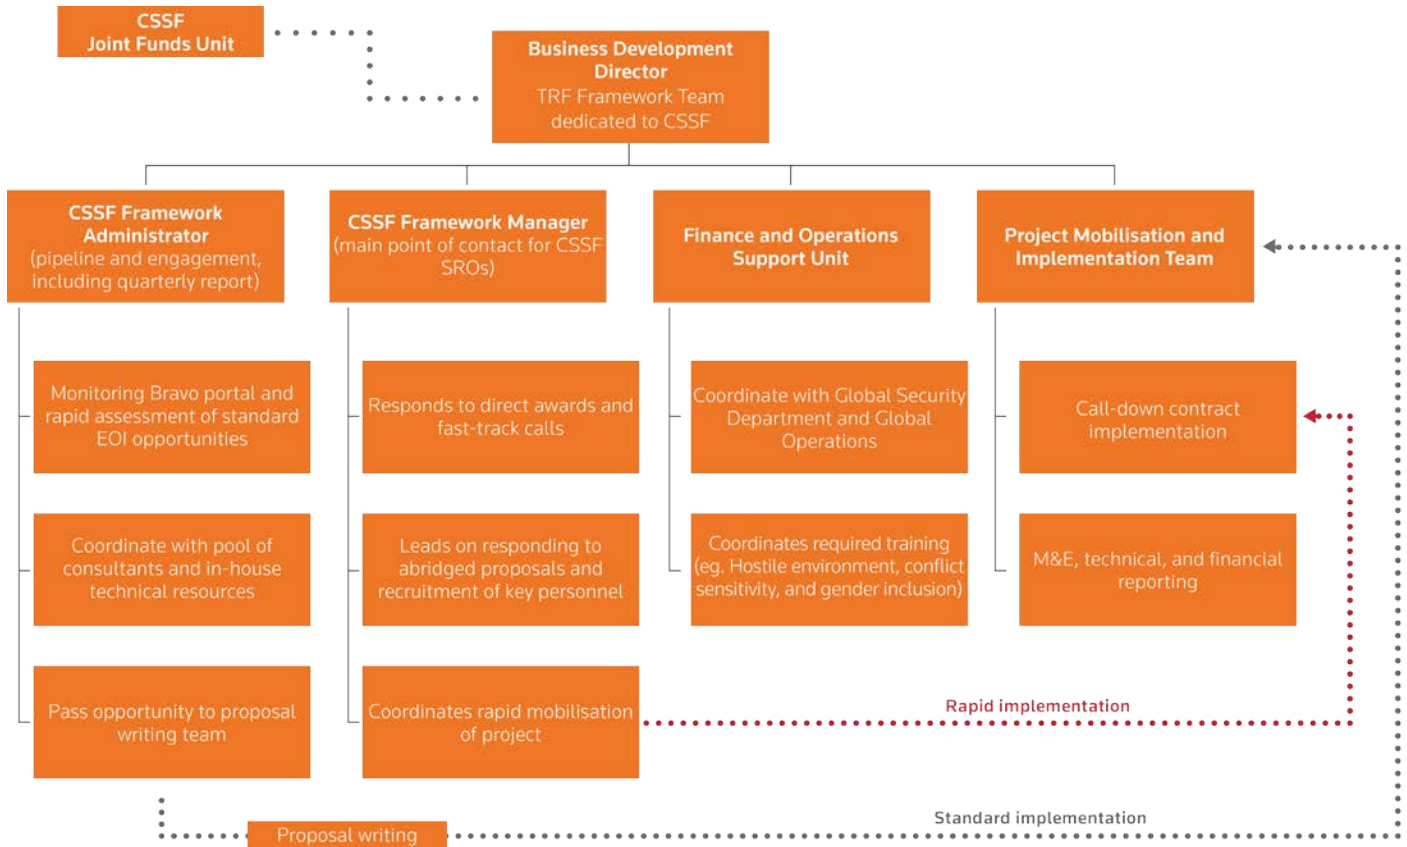 CSSF
Joint Funds Unit
Business Development
Director
TRF Framework Team
dedicated to CSSF
CSSF Framework
Administrator
(pipeline and engagement,
including quarterly report)
CSSF Framework Manager
(main point of contact for CSSF
SROs)
Finance and Operations
Support Unit
Project Mobilisation and
Implementation Team
Monitoring Bravo portal and
rapid assessment of standard
EOI opportunities
Responds to direct awards and
fast-track calls
Coordinate with Global Security
Department and Global
Operations
Call-down contract
implementation
Coordinate with pool of
consultants and in-house
technical resources
Leads on responding to
abridged proposals and
recruitment of key personnel
Coordinates required training
(eg. Hostile environment, conflict
sensitivity, and gender inclusion)
M&E, technical, and financial
reporting
Pass opportunity to proposal
writing team
Coordinates rapid mobilisation
of project
Rapid implementation
Standard implementation
Proposal writing